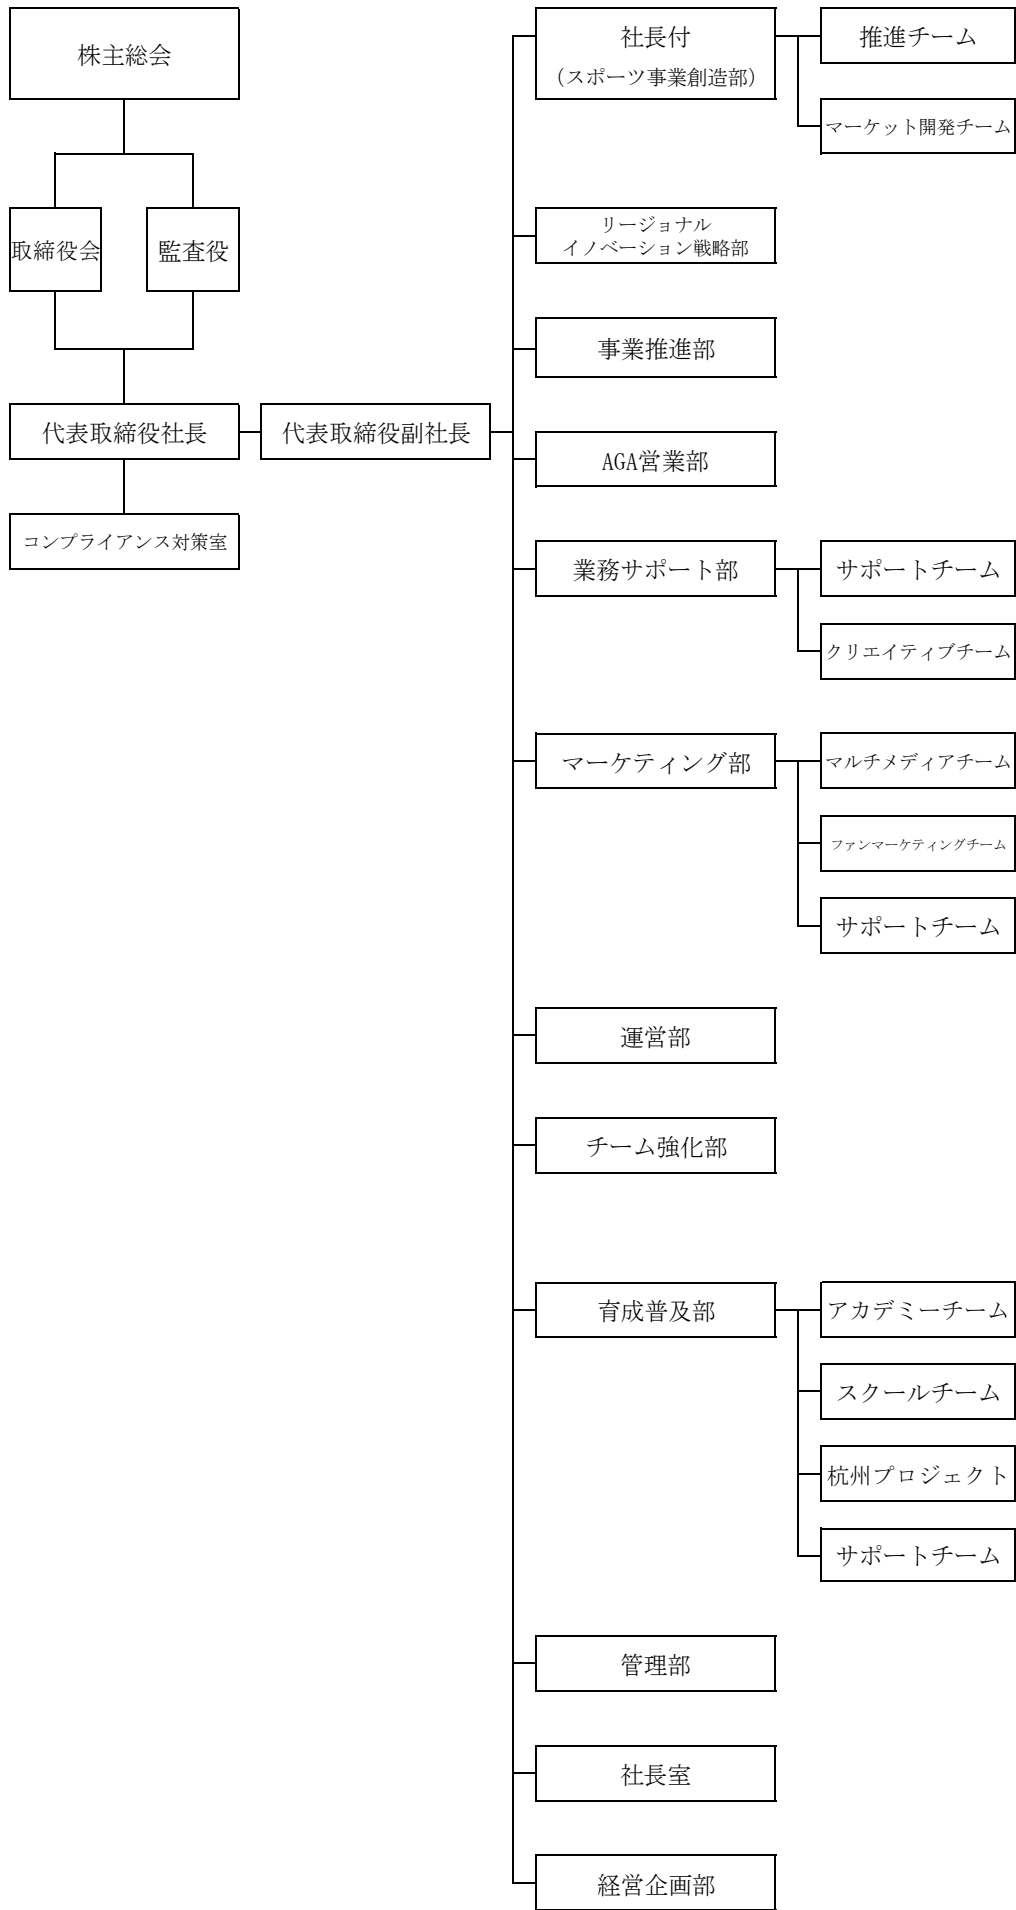 株主総会
取締役会
監査役
代表取締役社長
代表取締役副社長
コンプライアンス対策室
社長付
（スポーツ事業創造部）
推進チーム
マーケット開発チーム
リージョナル
イノベーション戦略部
事業推進部
AGA営業部
業務サポート部
サポートチーム
クリエイティブチーム
マーケティング部
マルチメディアチーム
ファンマーケティングチーム
サポートチーム
運営部
チーム強化部
育成普及部
アカデミーチーム
スクールチーム
杭州プロジェクト
サポートチーム
管理部
社長室
経営企画部